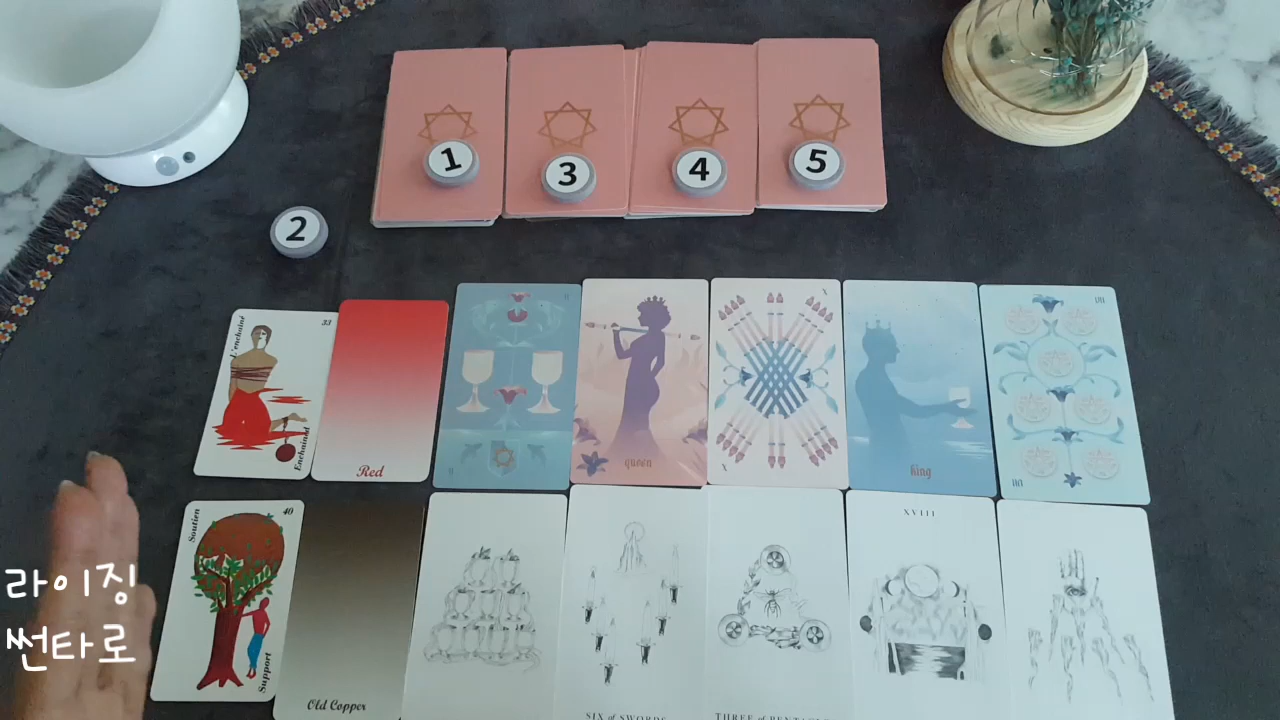 1
3
4
5
2
33
Enchaine
Enchained
Red
queen
king
XVIII
Soutien
40
Support
Old Copper
SIX of SWORDS
THREE of PENTACLES
라이징
썬타로